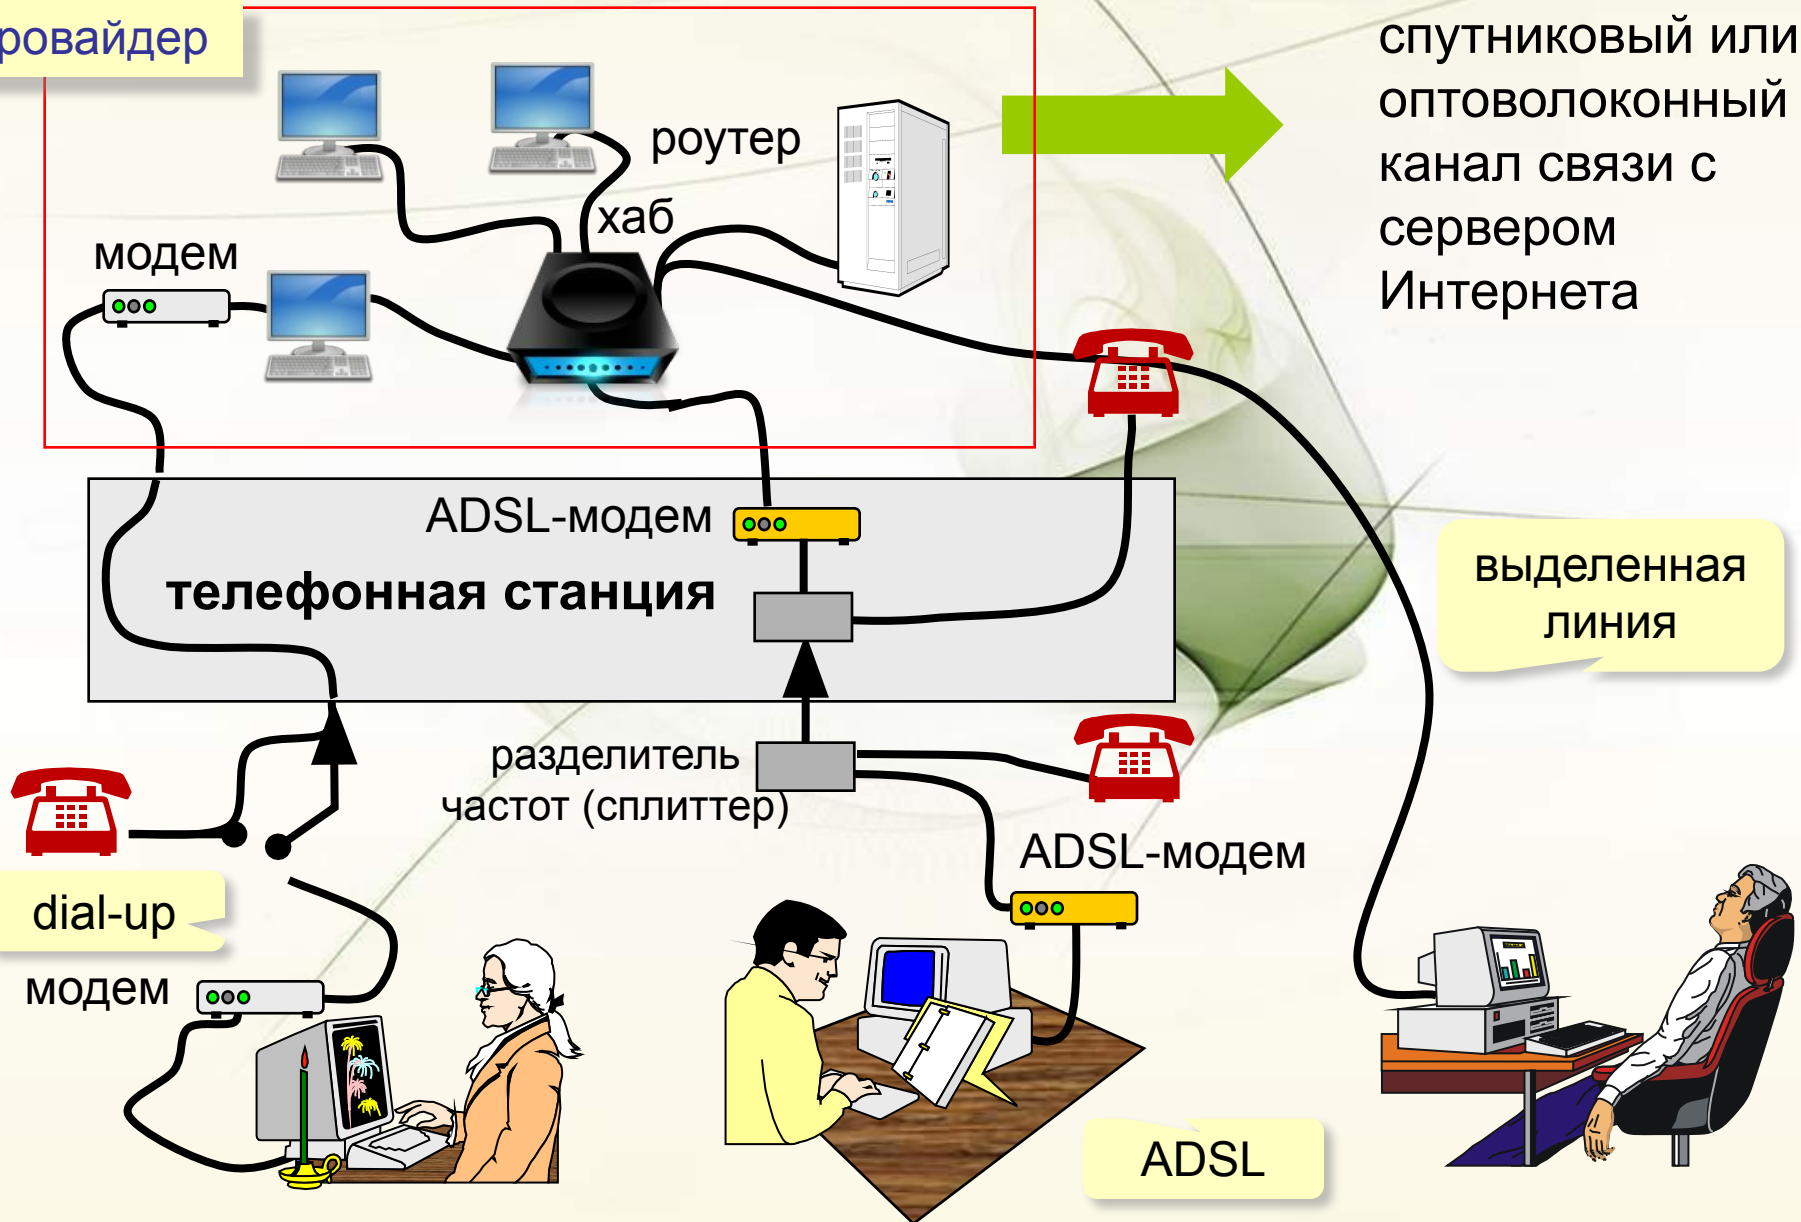 ровайдер
спутниковый или
оптоволоконный
канал связи с
сервером
Интернета
роутер
хаб
модем
ADSL-модем
телефонная станция
выделенная
линия
разделитель
частот (сплиттер)
ADSL-модем
dial-up
модем
ADSL